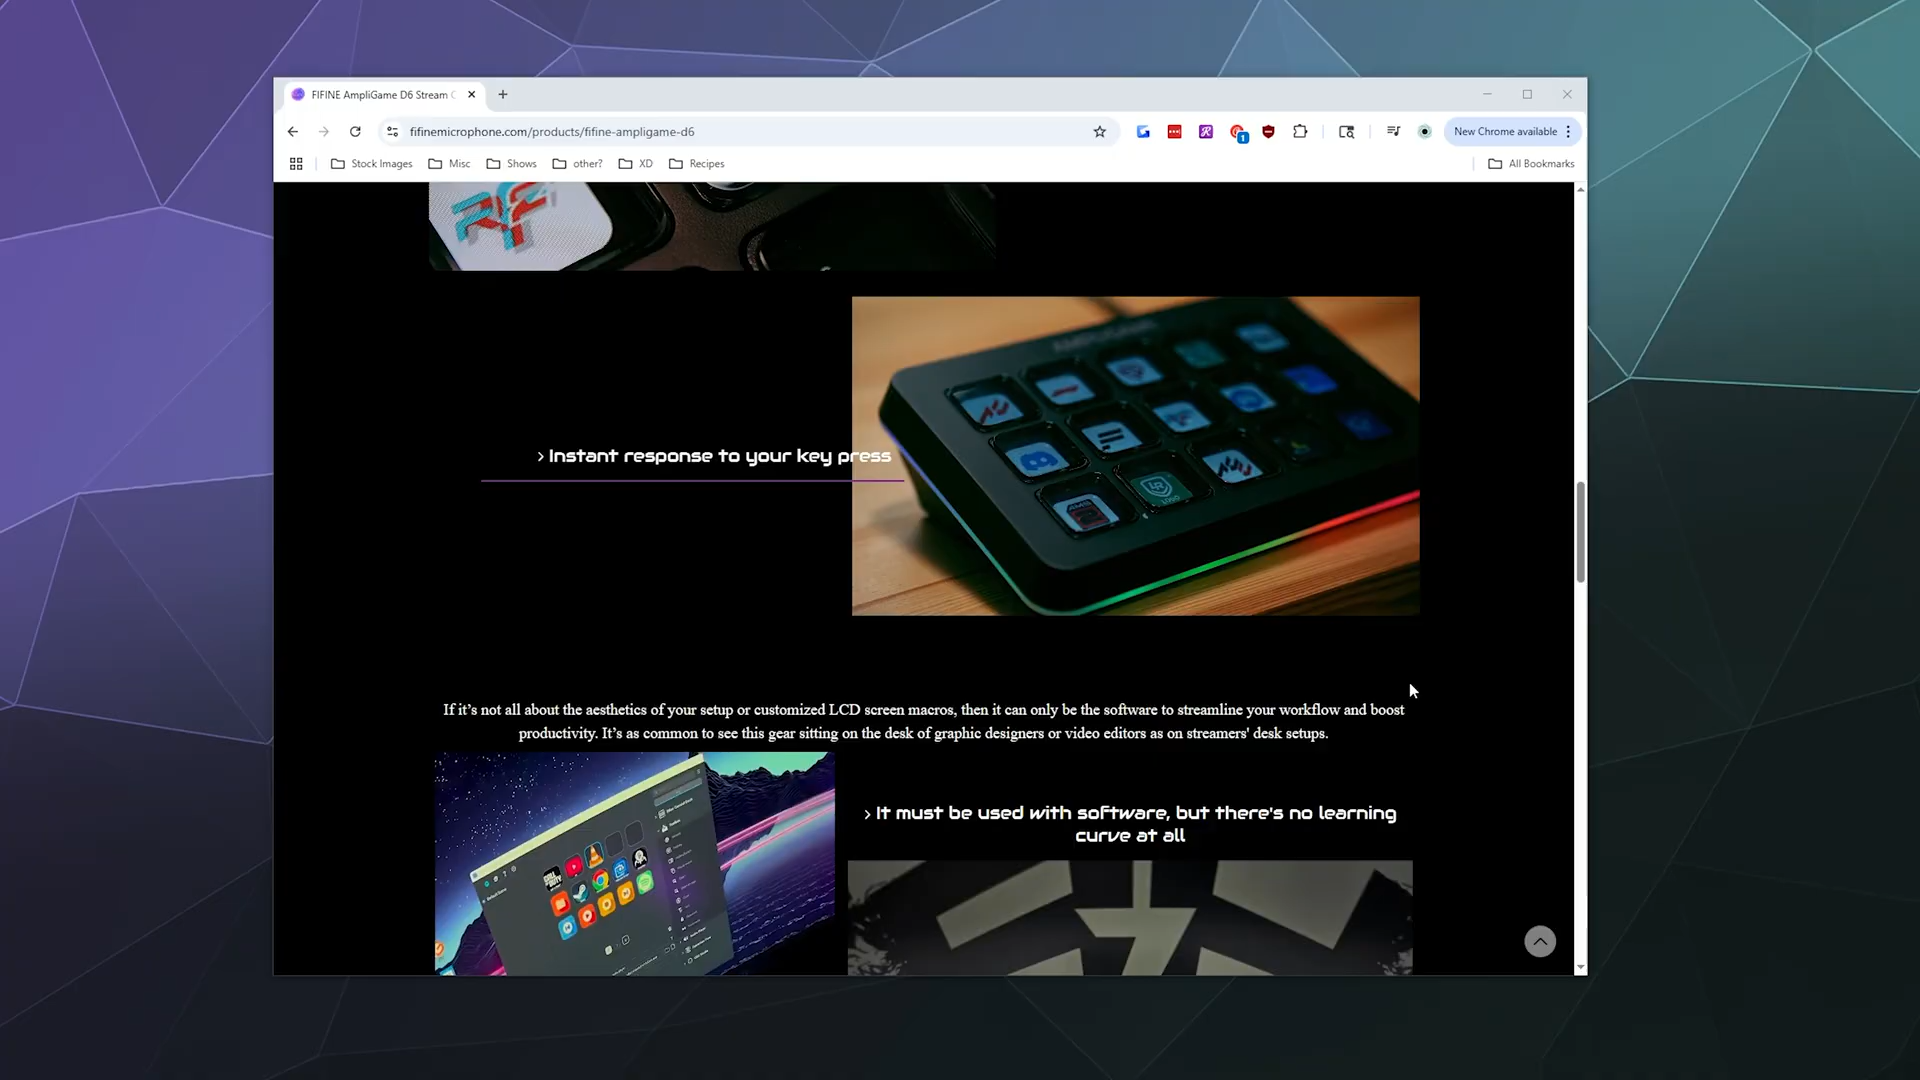 FIFINE AmpliGame D6 Stream C
fifinemicrophone.com/products/fifine-ampligame-d6
1
New Chrome available
Stock Images
Misc
Shows
other?
XD
Recipes
All Bookmarks
› Instant response to your key press
If it’s not all about the aesthetics of your setup or customized LCD screen macros, then it can only be the software to streamline your workflow and boost
productivity. It’s as common to see this gear sitting on the desk of graphic designers or video editors as on streamers' desk setups.
› It must be used with software, but there's no learning
curve at all